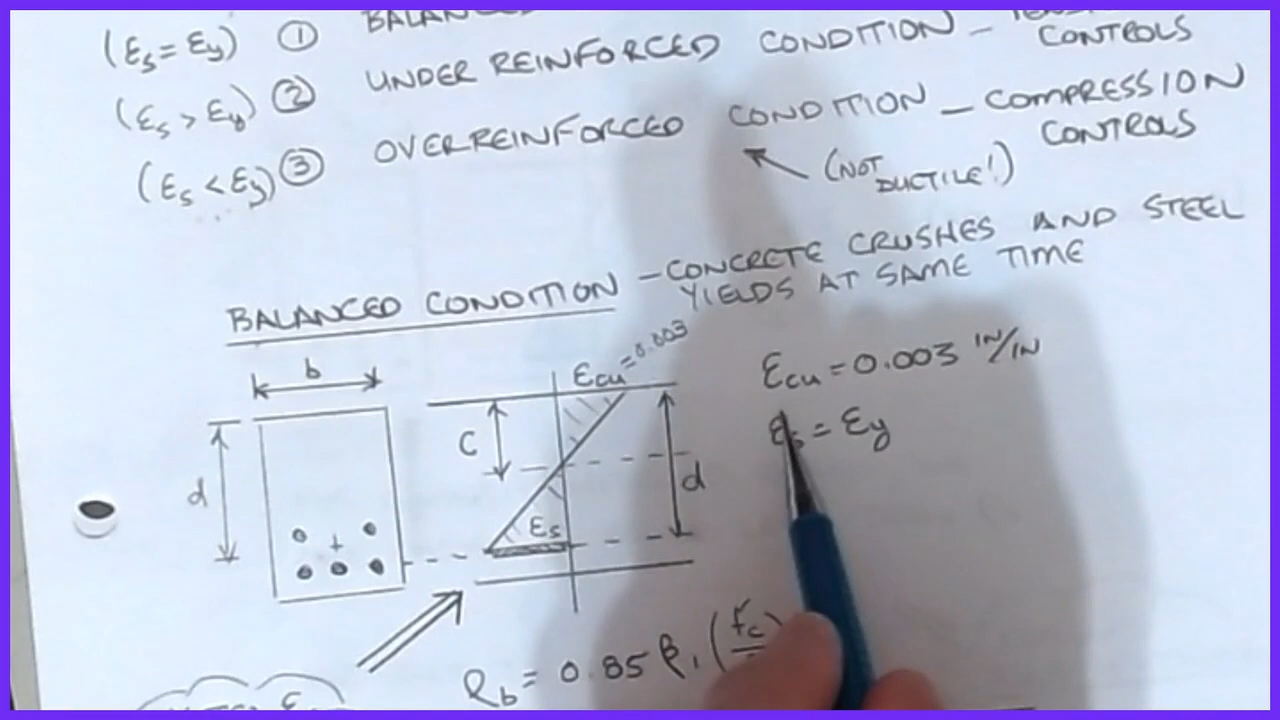 (εs = εy) ① BALANCED
(εs > εy) ② UNDER REINFORCED CONDITION –
CONTROLS
(εs < εy) ③ OVERREINFORCED CONDITION – COMPRESSION
CONTROLS
(NOT
DUCTILE!)
BALANCED CONDITION – CONCRETE CRUSHES AND STEEL
YIELDS AT SAME TIME
b
εcu = 0.003
εcu = 0.003 IN/IN
c
d
d
εs = εy
εs
ρb = 0.85 β1 (f'c